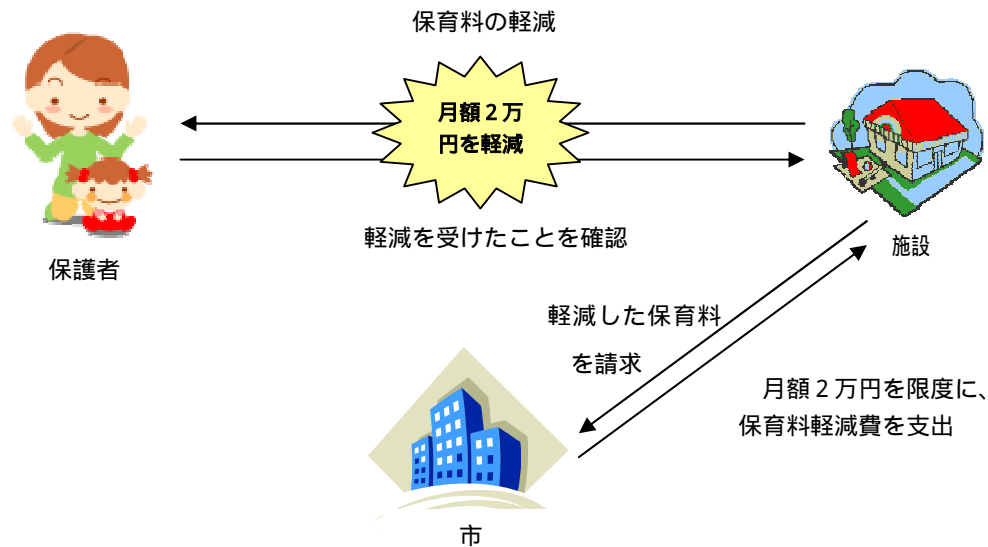 保育料の軽減
月額２万
円を軽減
軽減を受けたことを確認
保護者
施設
軽減した保育料
を請求
月額２万円を限度に、
保育料軽減費を支出
市